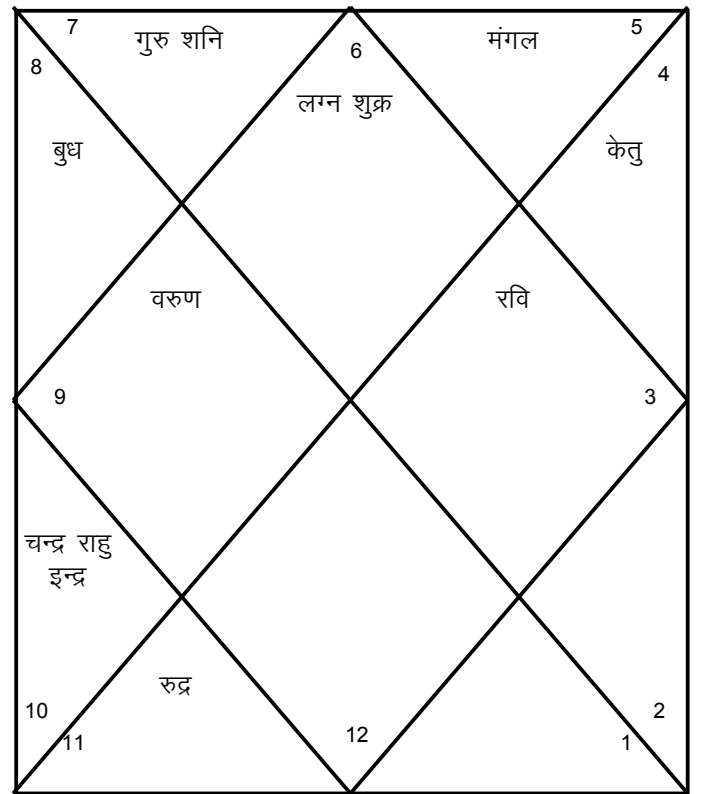 7
गुरु शनि
6
मंगल
5
8
4
लग्न शुक्र
बुध
केतु
वरुण
रवि
9
3
चन्द्र राहु
इन्द्र
रुद्र
10
11
12
1
2